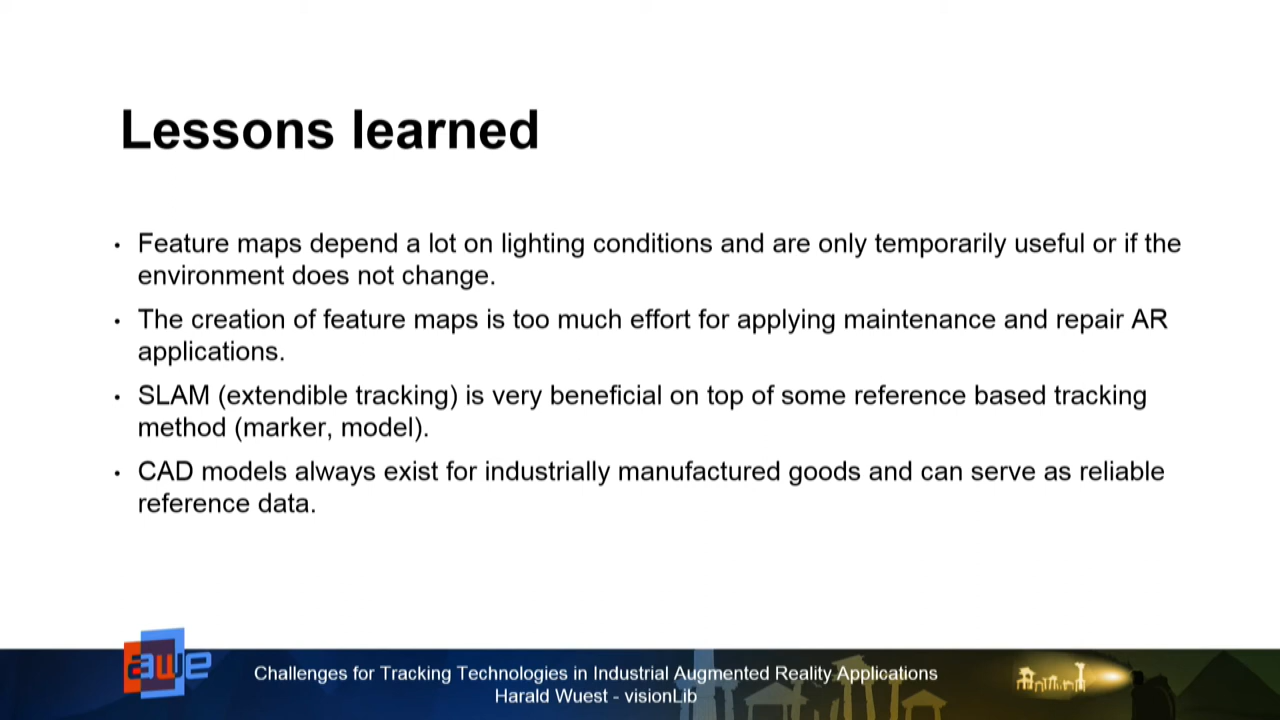 Lessons learned
• Feature maps depend a lot on lighting conditions and are only temporarily useful or if the
environment does not change.
• The creation of feature maps is too much effort for applying maintenance and repair AR
applications.
• SLAM (extendible tracking) is very beneficial on top of some reference based tracking
method (marker, model).
• CAD models always exist for industrially manufactured goods and can serve as reliable
reference data.
awe
Challenges for Tracking Technologies in Industrial Augmented Reality Applications
Harald Wuest - visionLib